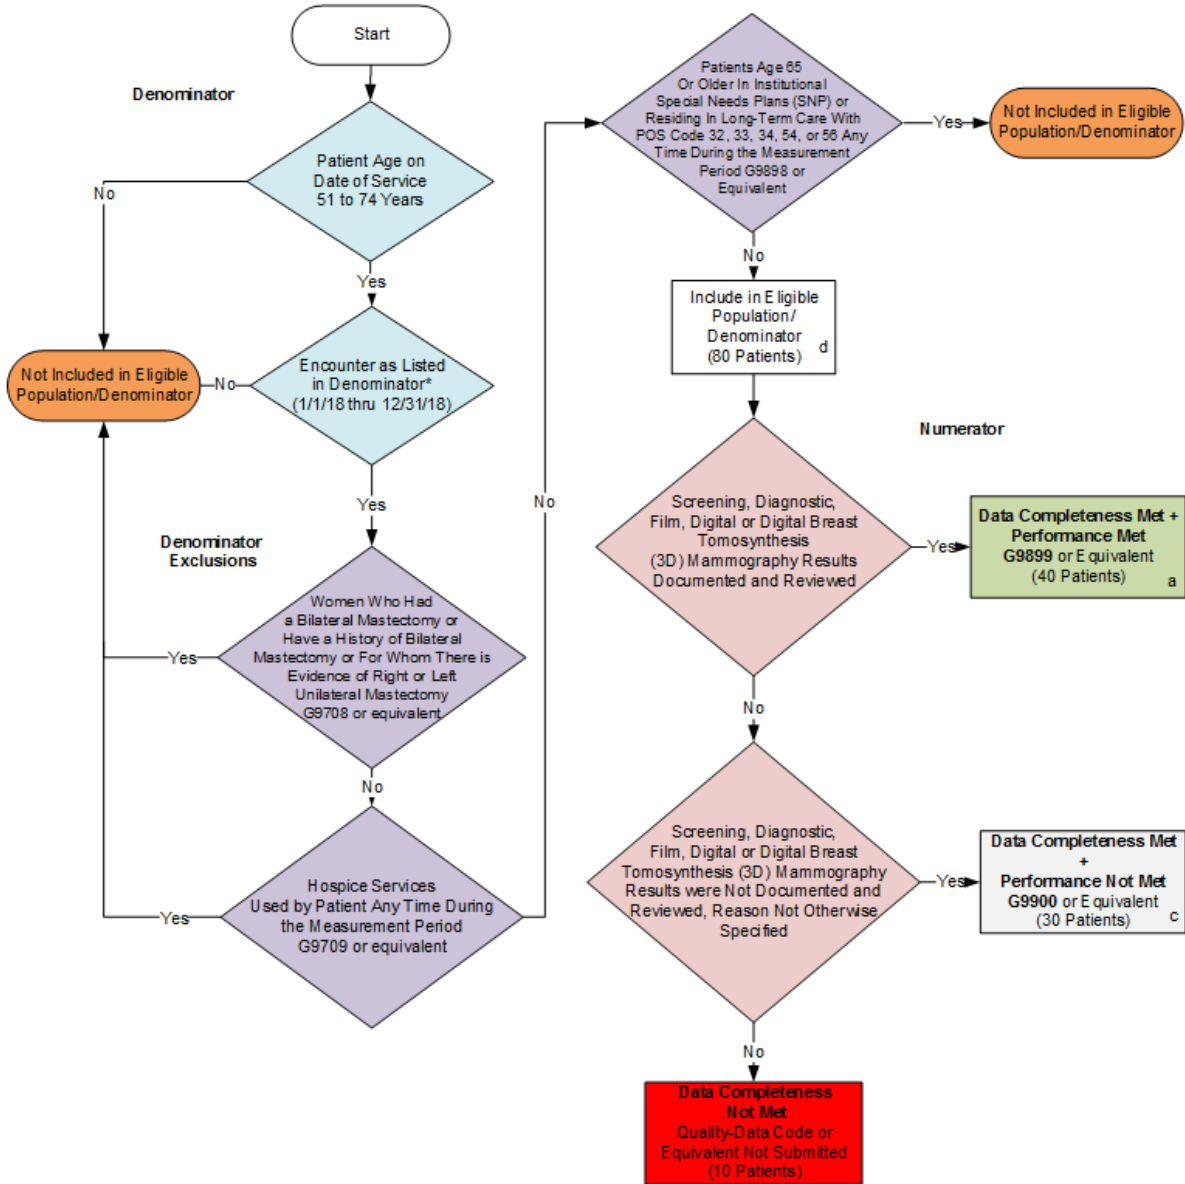 Start
Denominator
Patient Age on
Date of Service
51 to 74 Years
No
Yes
Not Included in Eligible
Population/Denominator
No
Encounter as Listed
in Denominator*
(1/1/18 thru 12/31/18)
Yes
Denominator
Exclusions
Women Who Had
a Bilateral Mastectomy or
Have a History of Bilateral
Mastectomy or For Whom There is
Evidence of Right or Left
Unilateral Mastectomy
G9708 or equivalent
Yes
No
Hospice Services
Used by Patient Any Time During
the Measurement Period
G9709 or equivalent
Yes
No
Patients Age 65
Or Older In Institutional
Special Needs Plans (SNP) or
Residing In Long-Term Care With
POS Code 32, 33, 34, 54, or 56 Any
Time During the Measurement
Period G9898 or
Equivalent
Yes
Not Included in Eligible
Population/Denominator
No
Include in Eligible
Population/
Denominator
(80 Patients) d
Numerator
Screening, Diagnostic,
Film, Digital or Digital Breast
Tomosynthesis
(3D) Mammography Results
Documented and Reviewed
Yes
Data Completeness Met +
Performance Met
G9899 or Equivalent
(40 Patients) a
No
Screening, Diagnostic,
Film, Digital or Digital Breast
Tomosynthesis (3D) Mammography
Results were Not Documented and
Reviewed, Reason Not Otherwise
Specified
Yes
Data Completeness Met
+
Performance Not Met
G9900 or Equivalent
(30 Patients) c
No
Data Completeness
Not Met
Quality-Data Code or
Equivalent Not Submitted
(10 Patients)